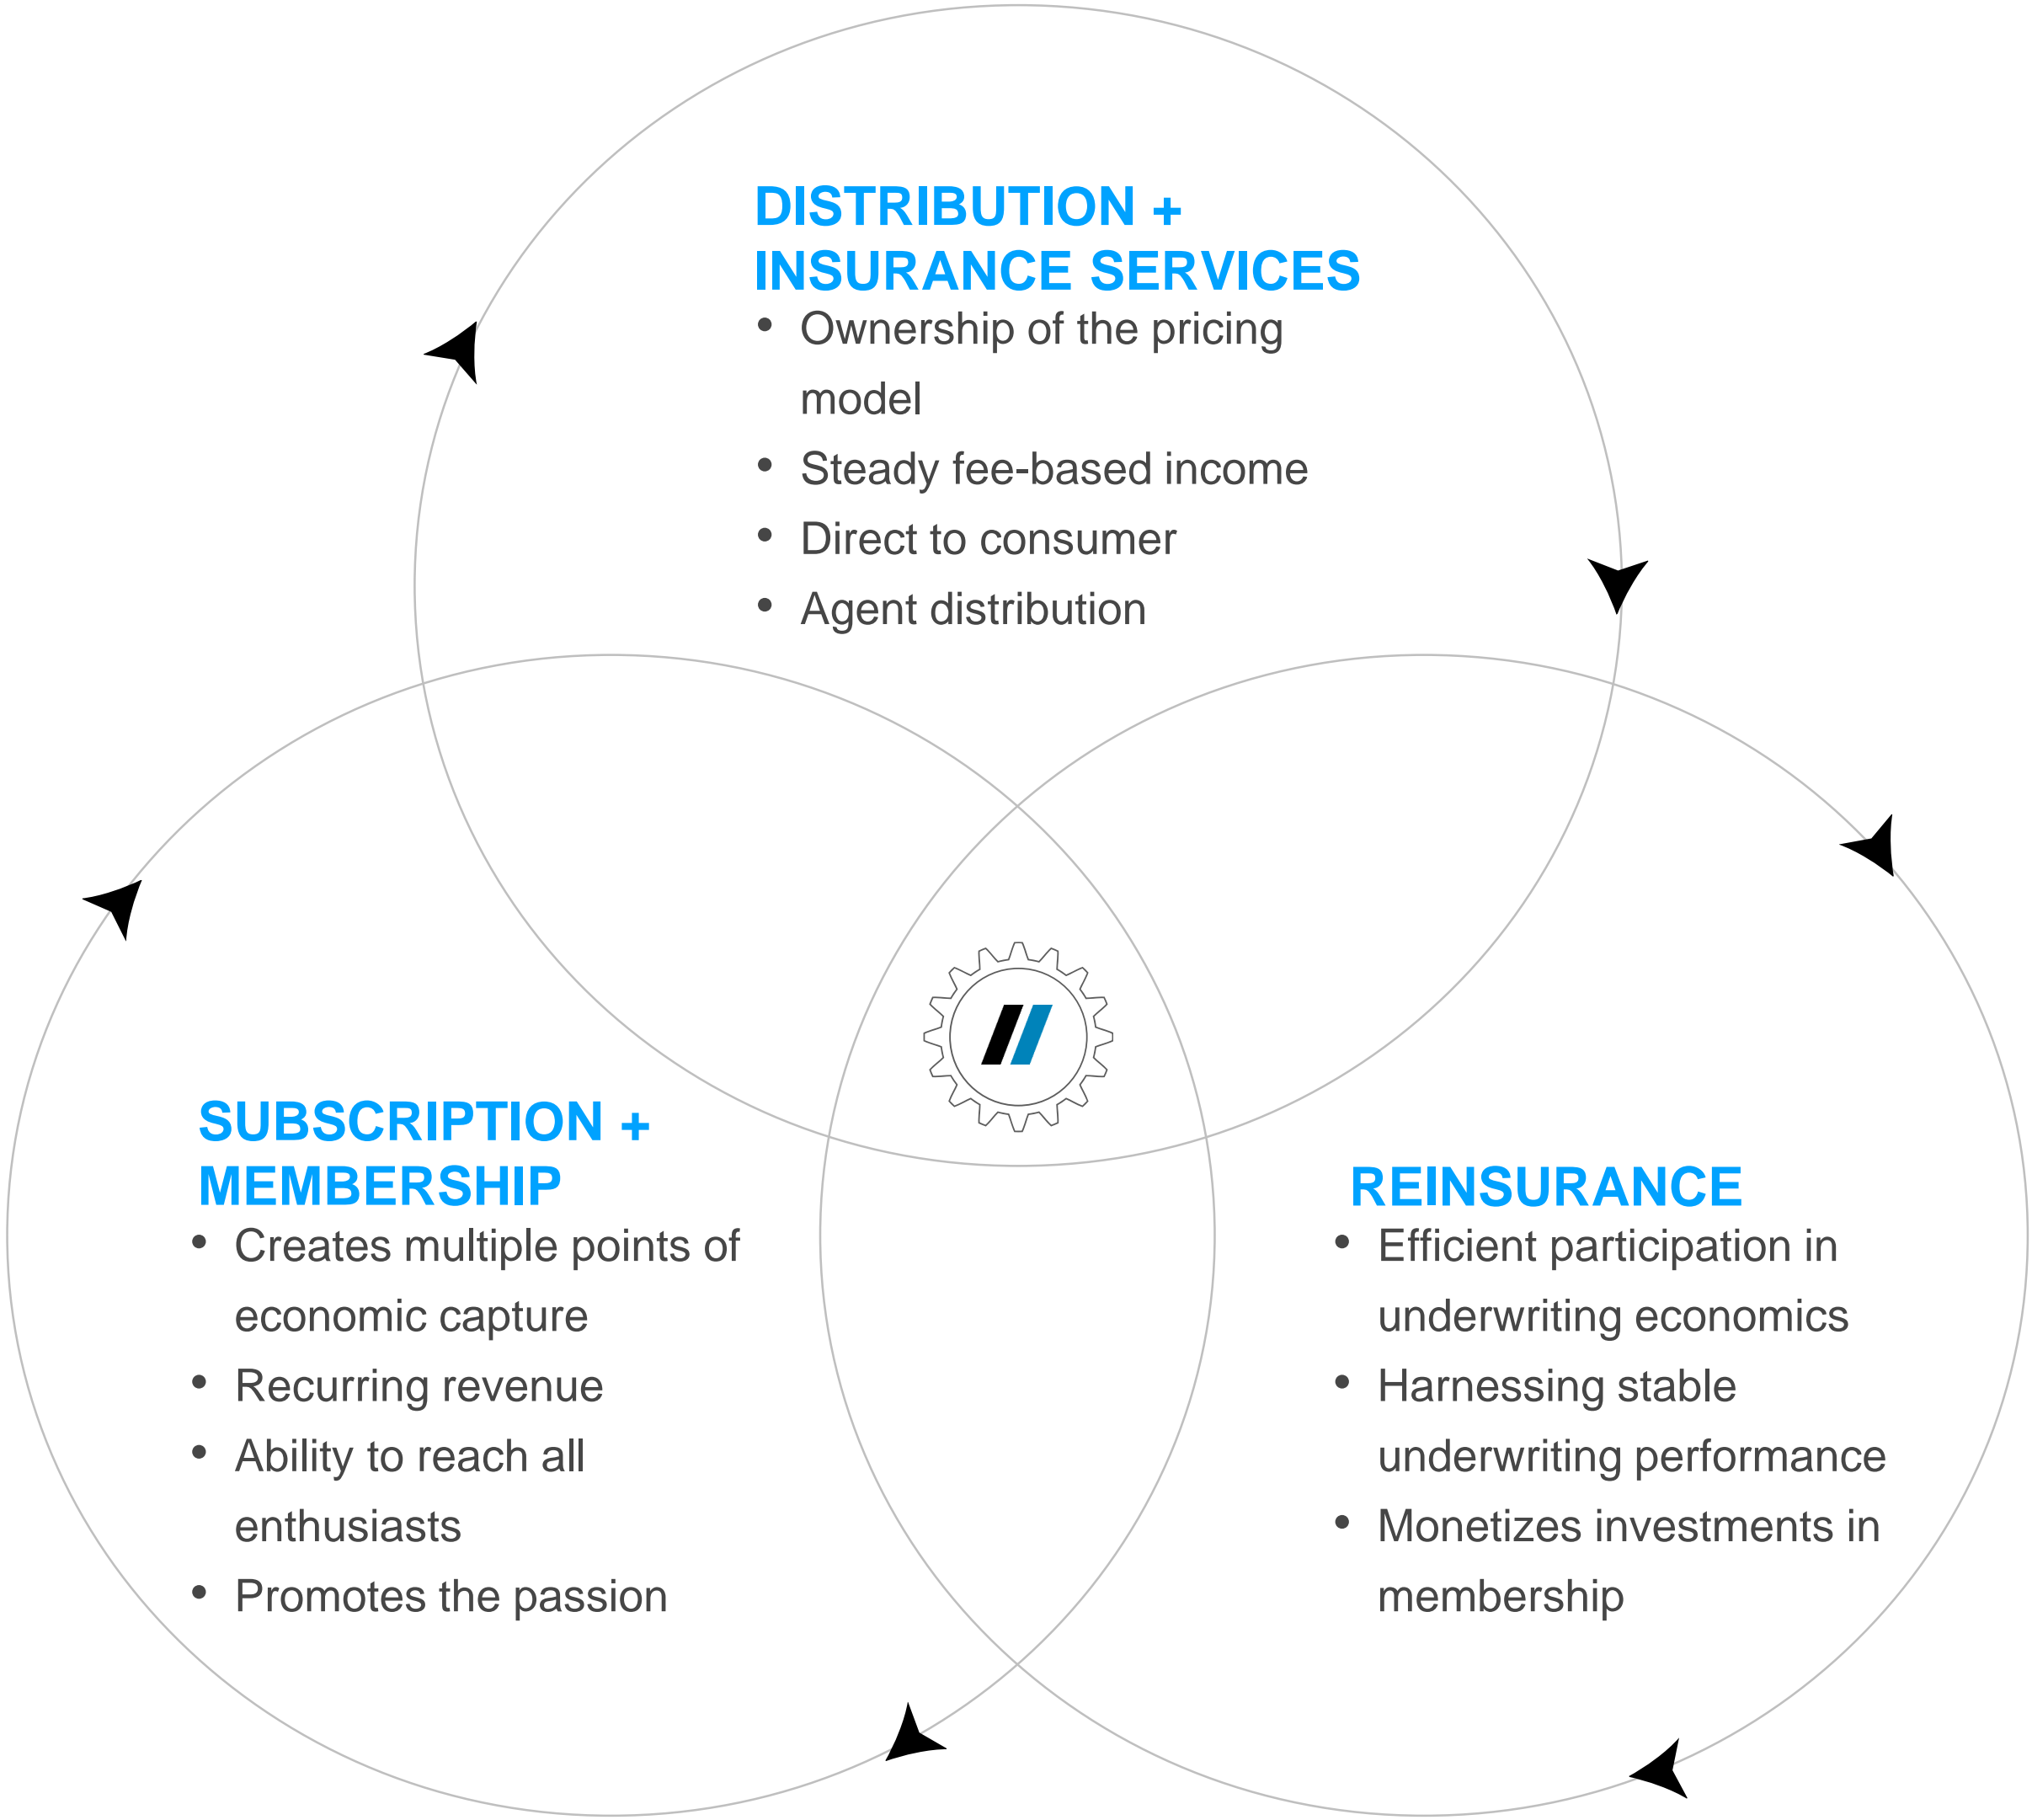 DISTRIBUTION +
INSURANCE SERVICES
• Ownership of the pricing
model
• Steady fee-based income
• Direct to consumer
• Agent distribution
SUBSCRIPTION +
MEMBERSHIP
• Creates multiple points of
economic capture
• Recurring revenue
• Ability to reach all
enthusiasts
• Promotes the passion
REINSURANCE
• Efficient participation in
underwriting economics
• Harnessing stable
underwriting performance
• Monetizes investments in
membership